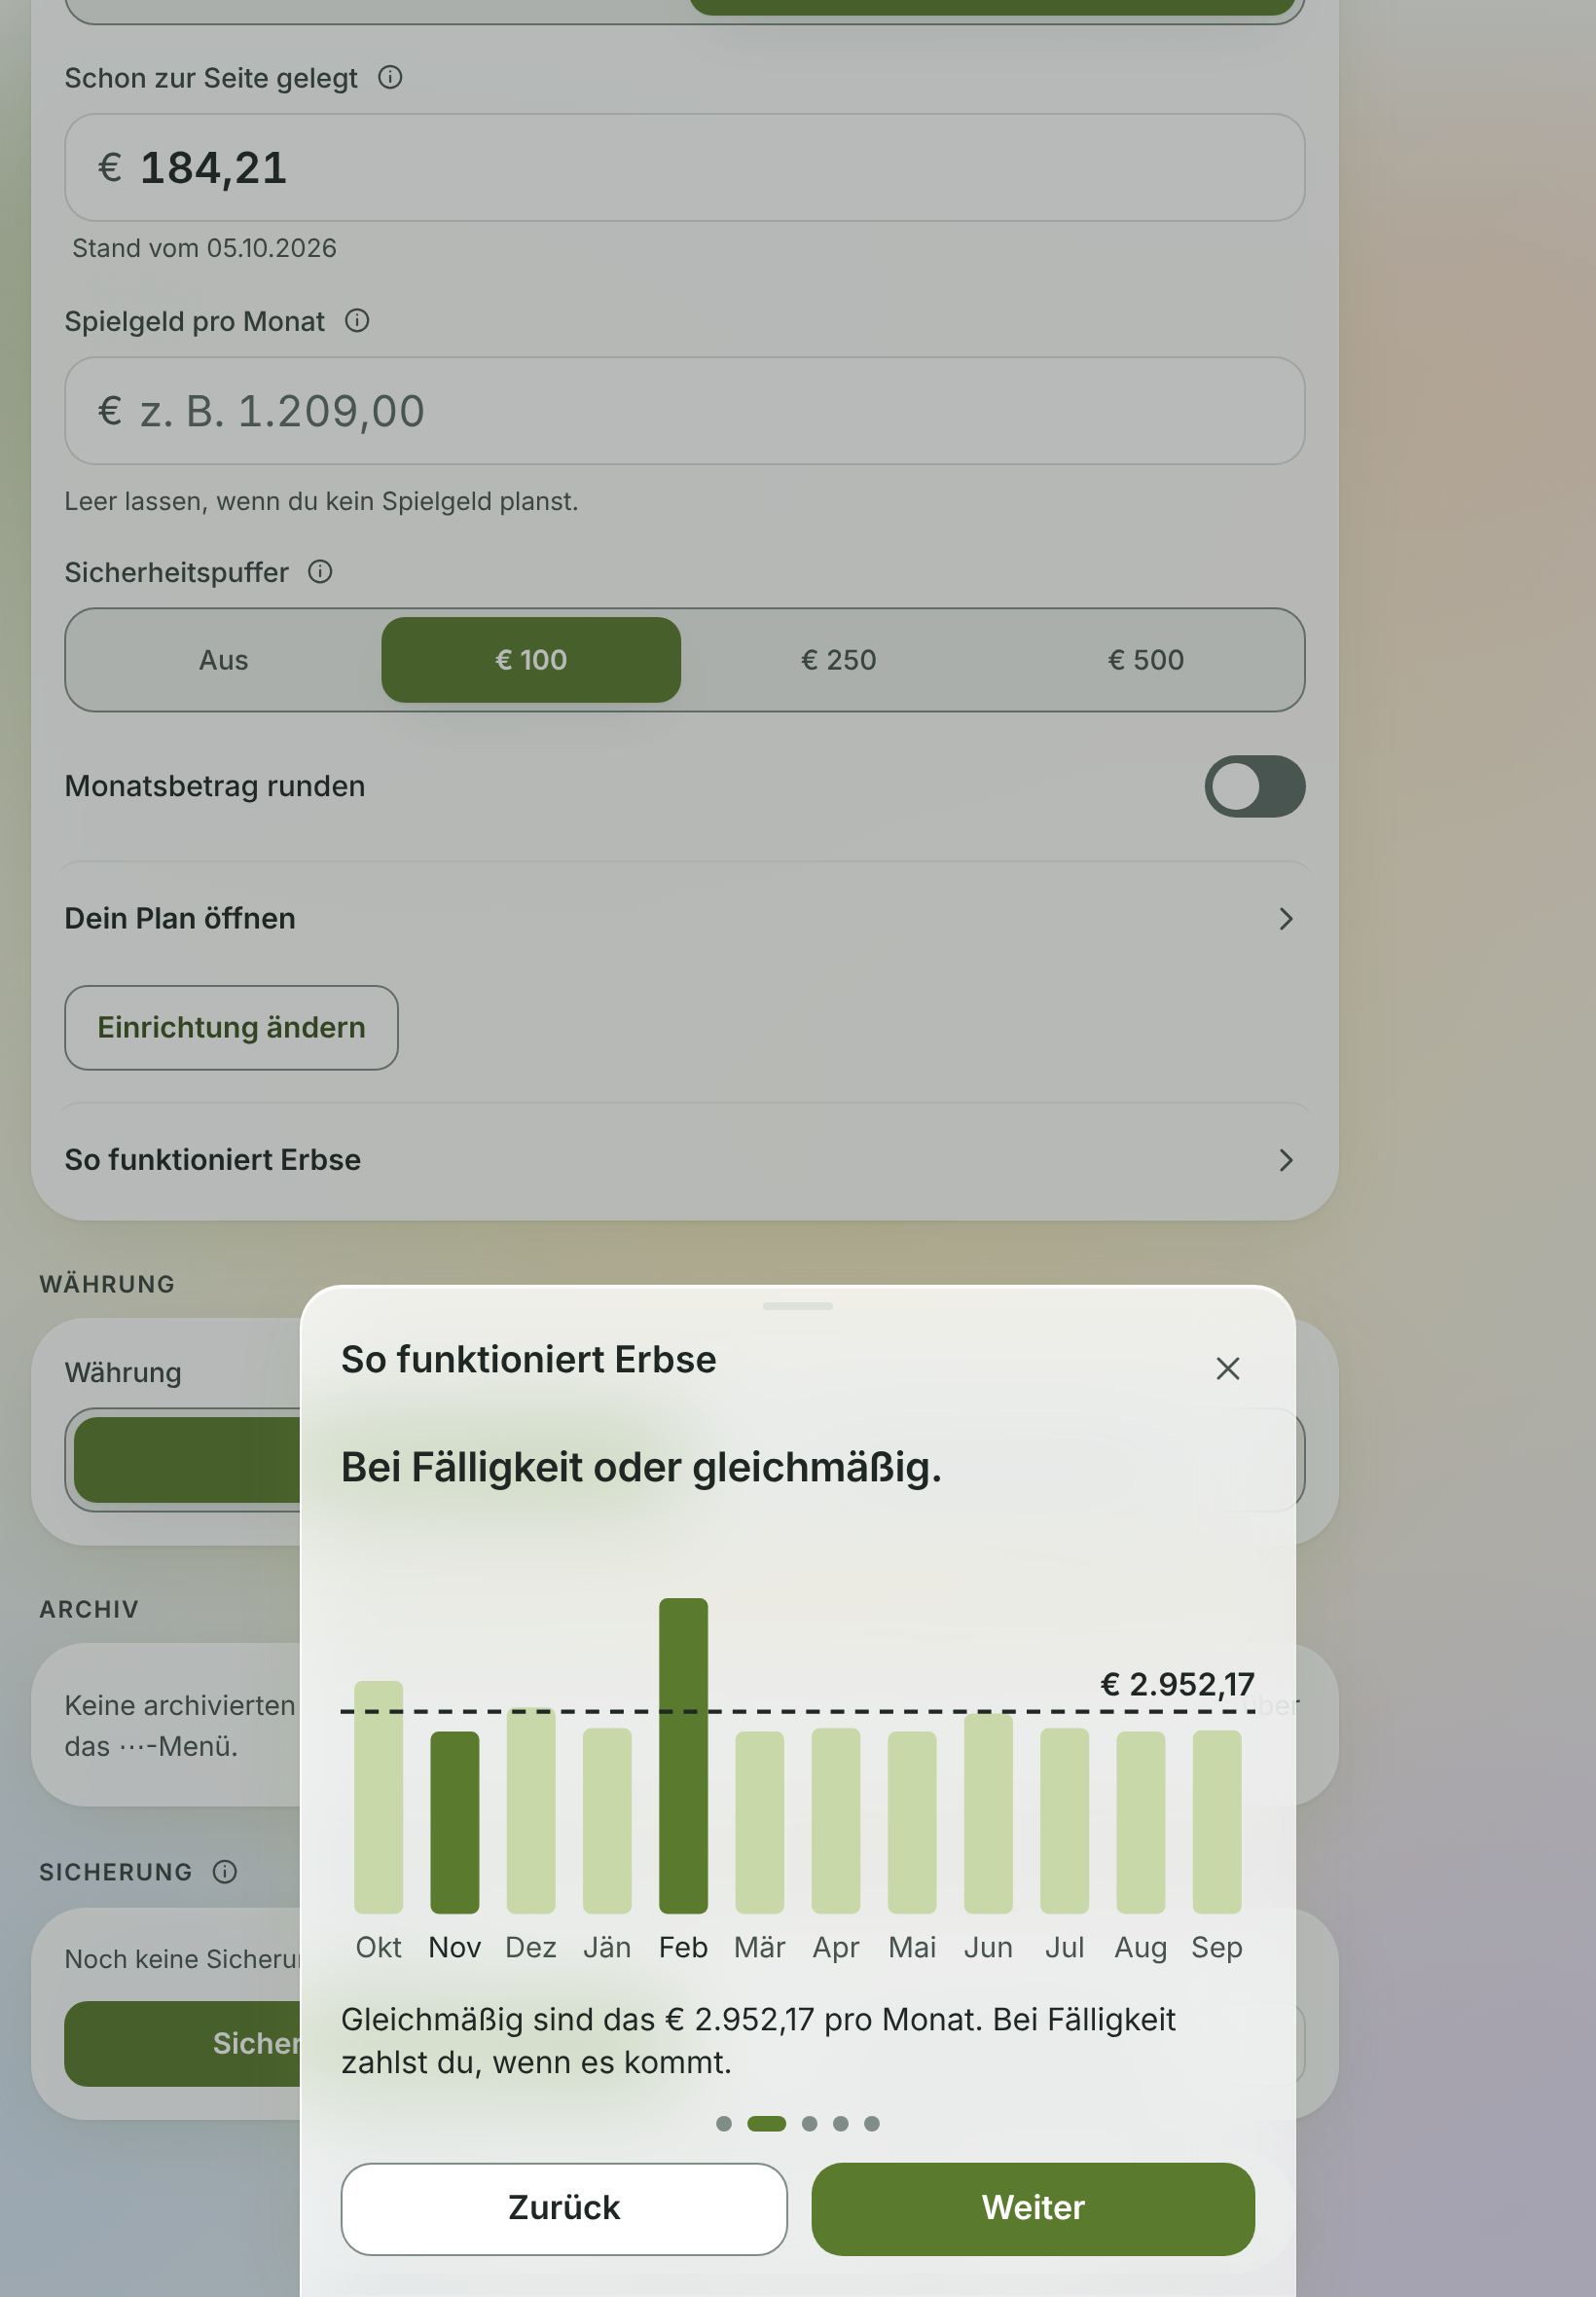 Schon zur Seite gelegt
€ 184,21
Stand vom 05.10.2026
Spielgeld pro Monat
€ z. B. 1.209,00
Leer lassen, wenn du kein Spielgeld planst.
Sicherheitspuffer
Aus € 100 € 250 € 500
Monatsbetrag runden
Dein Plan öffnen
Einrichtung ändern
So funktioniert Erbse
WÄHRUNG
Währung
ARCHIV
Keine archivierten über
das ···-Menü.
SICHERUNG
Noch keine
So funktioniert Erbse
Bei Fälligkeit oder gleichmäßig.
€ 2.952,17
Okt Nov Dez Jän Feb Mär Apr Mai Jun Jul Aug Sep
Gleichmäßig sind das € 2.952,17 pro Monat. Bei Fälligkeit
zahlst du, wenn es kommt.
Zurück Weiter